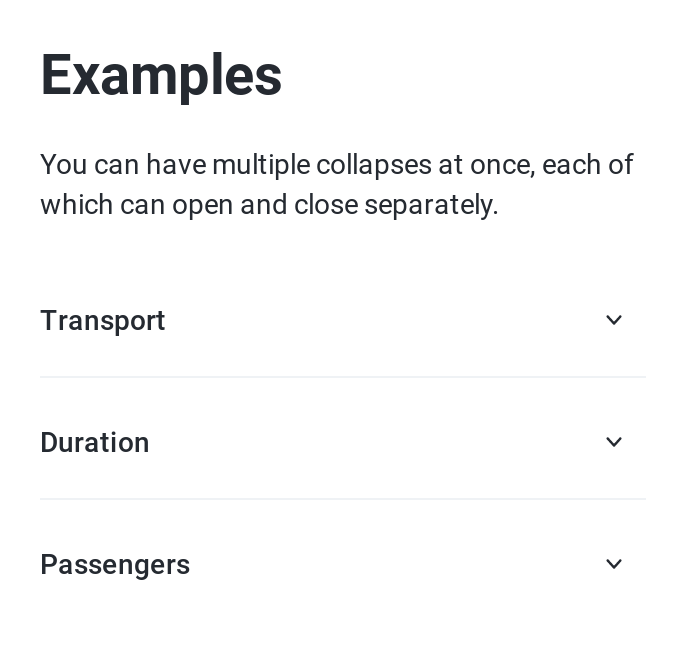 Examples
You can have multiple collapses at once, each of
which can open and close separately.
Transport
Duration
Passengers